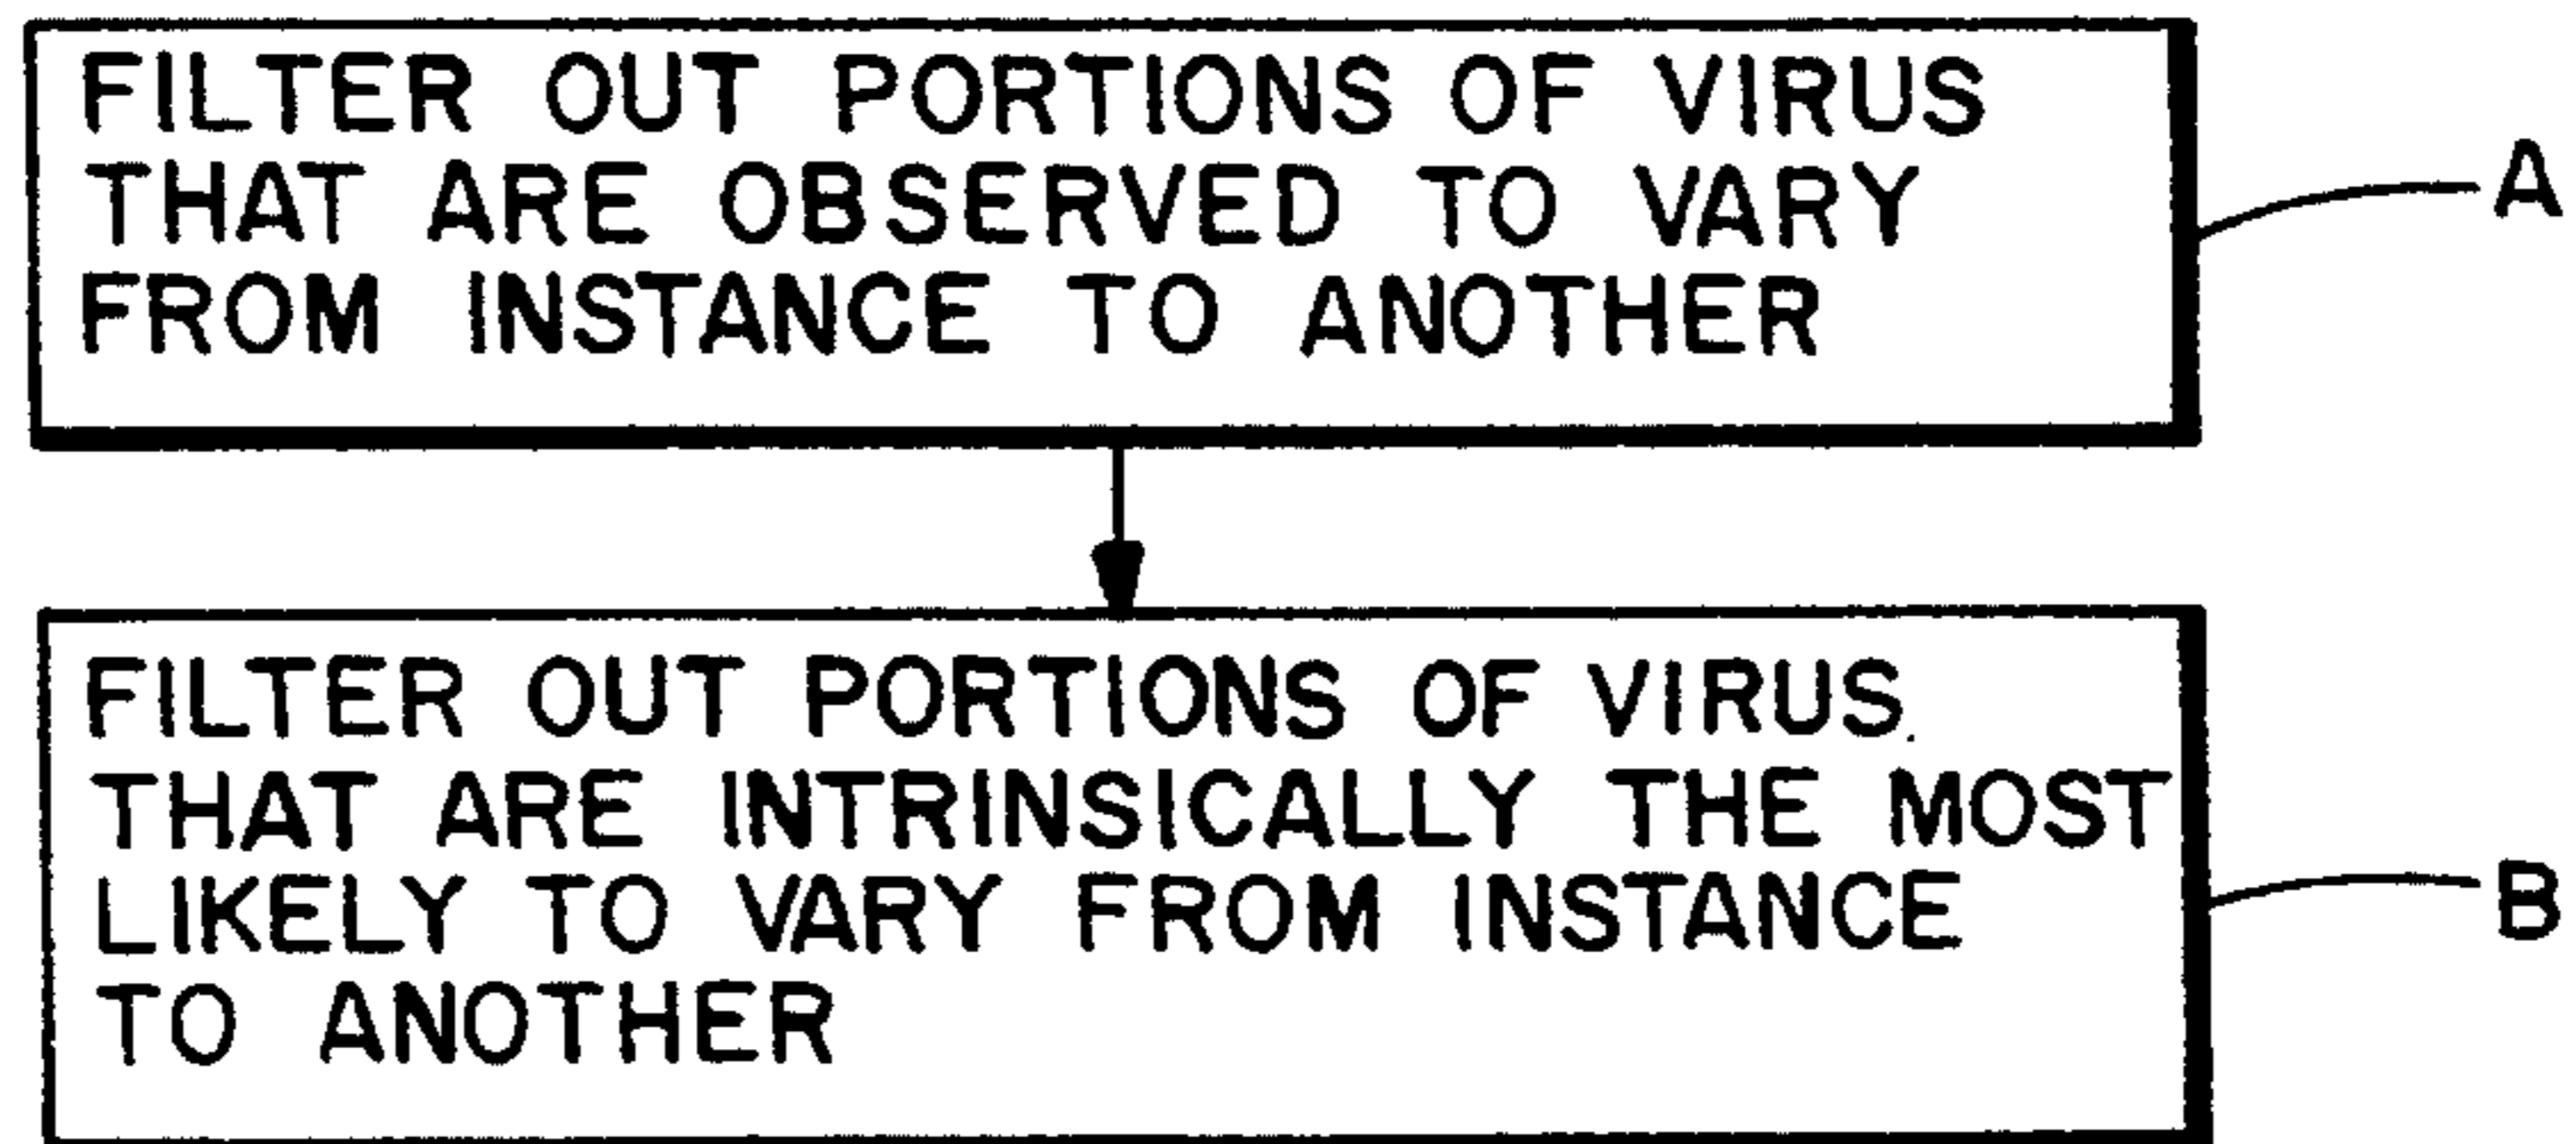 FILTER OUT PORTIONS OF VIRUS
THAT ARE OBSERVED TO VARY
FROM INSTANCE TO ANOTHER
A
FILTER OUT PORTIONS OF VIRUS
THAT ARE INTRINSICALLY THE MOST
LIKELY TO VARY FROM INSTANCE
TO ANOTHER
B